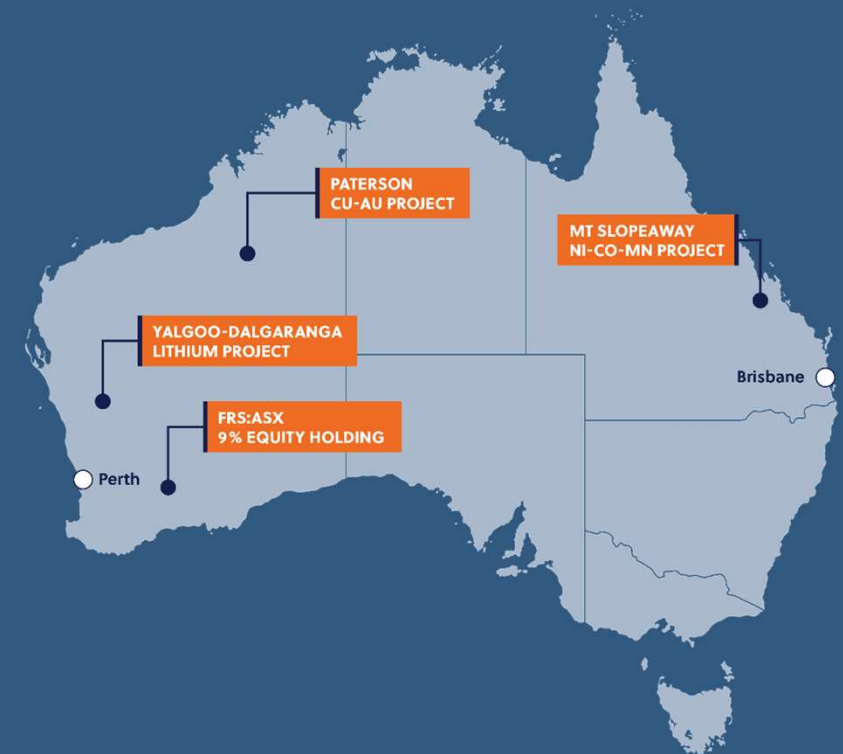 PATERSON
CU-AU PROJECT
MT SLOPEAWAY
NI-CO-MN PROJECT
YALGOO-DALGARANGA
LITHIUM PROJECT
Brisbane
FRS:ASX
9% EQUITY HOLDING
Perth